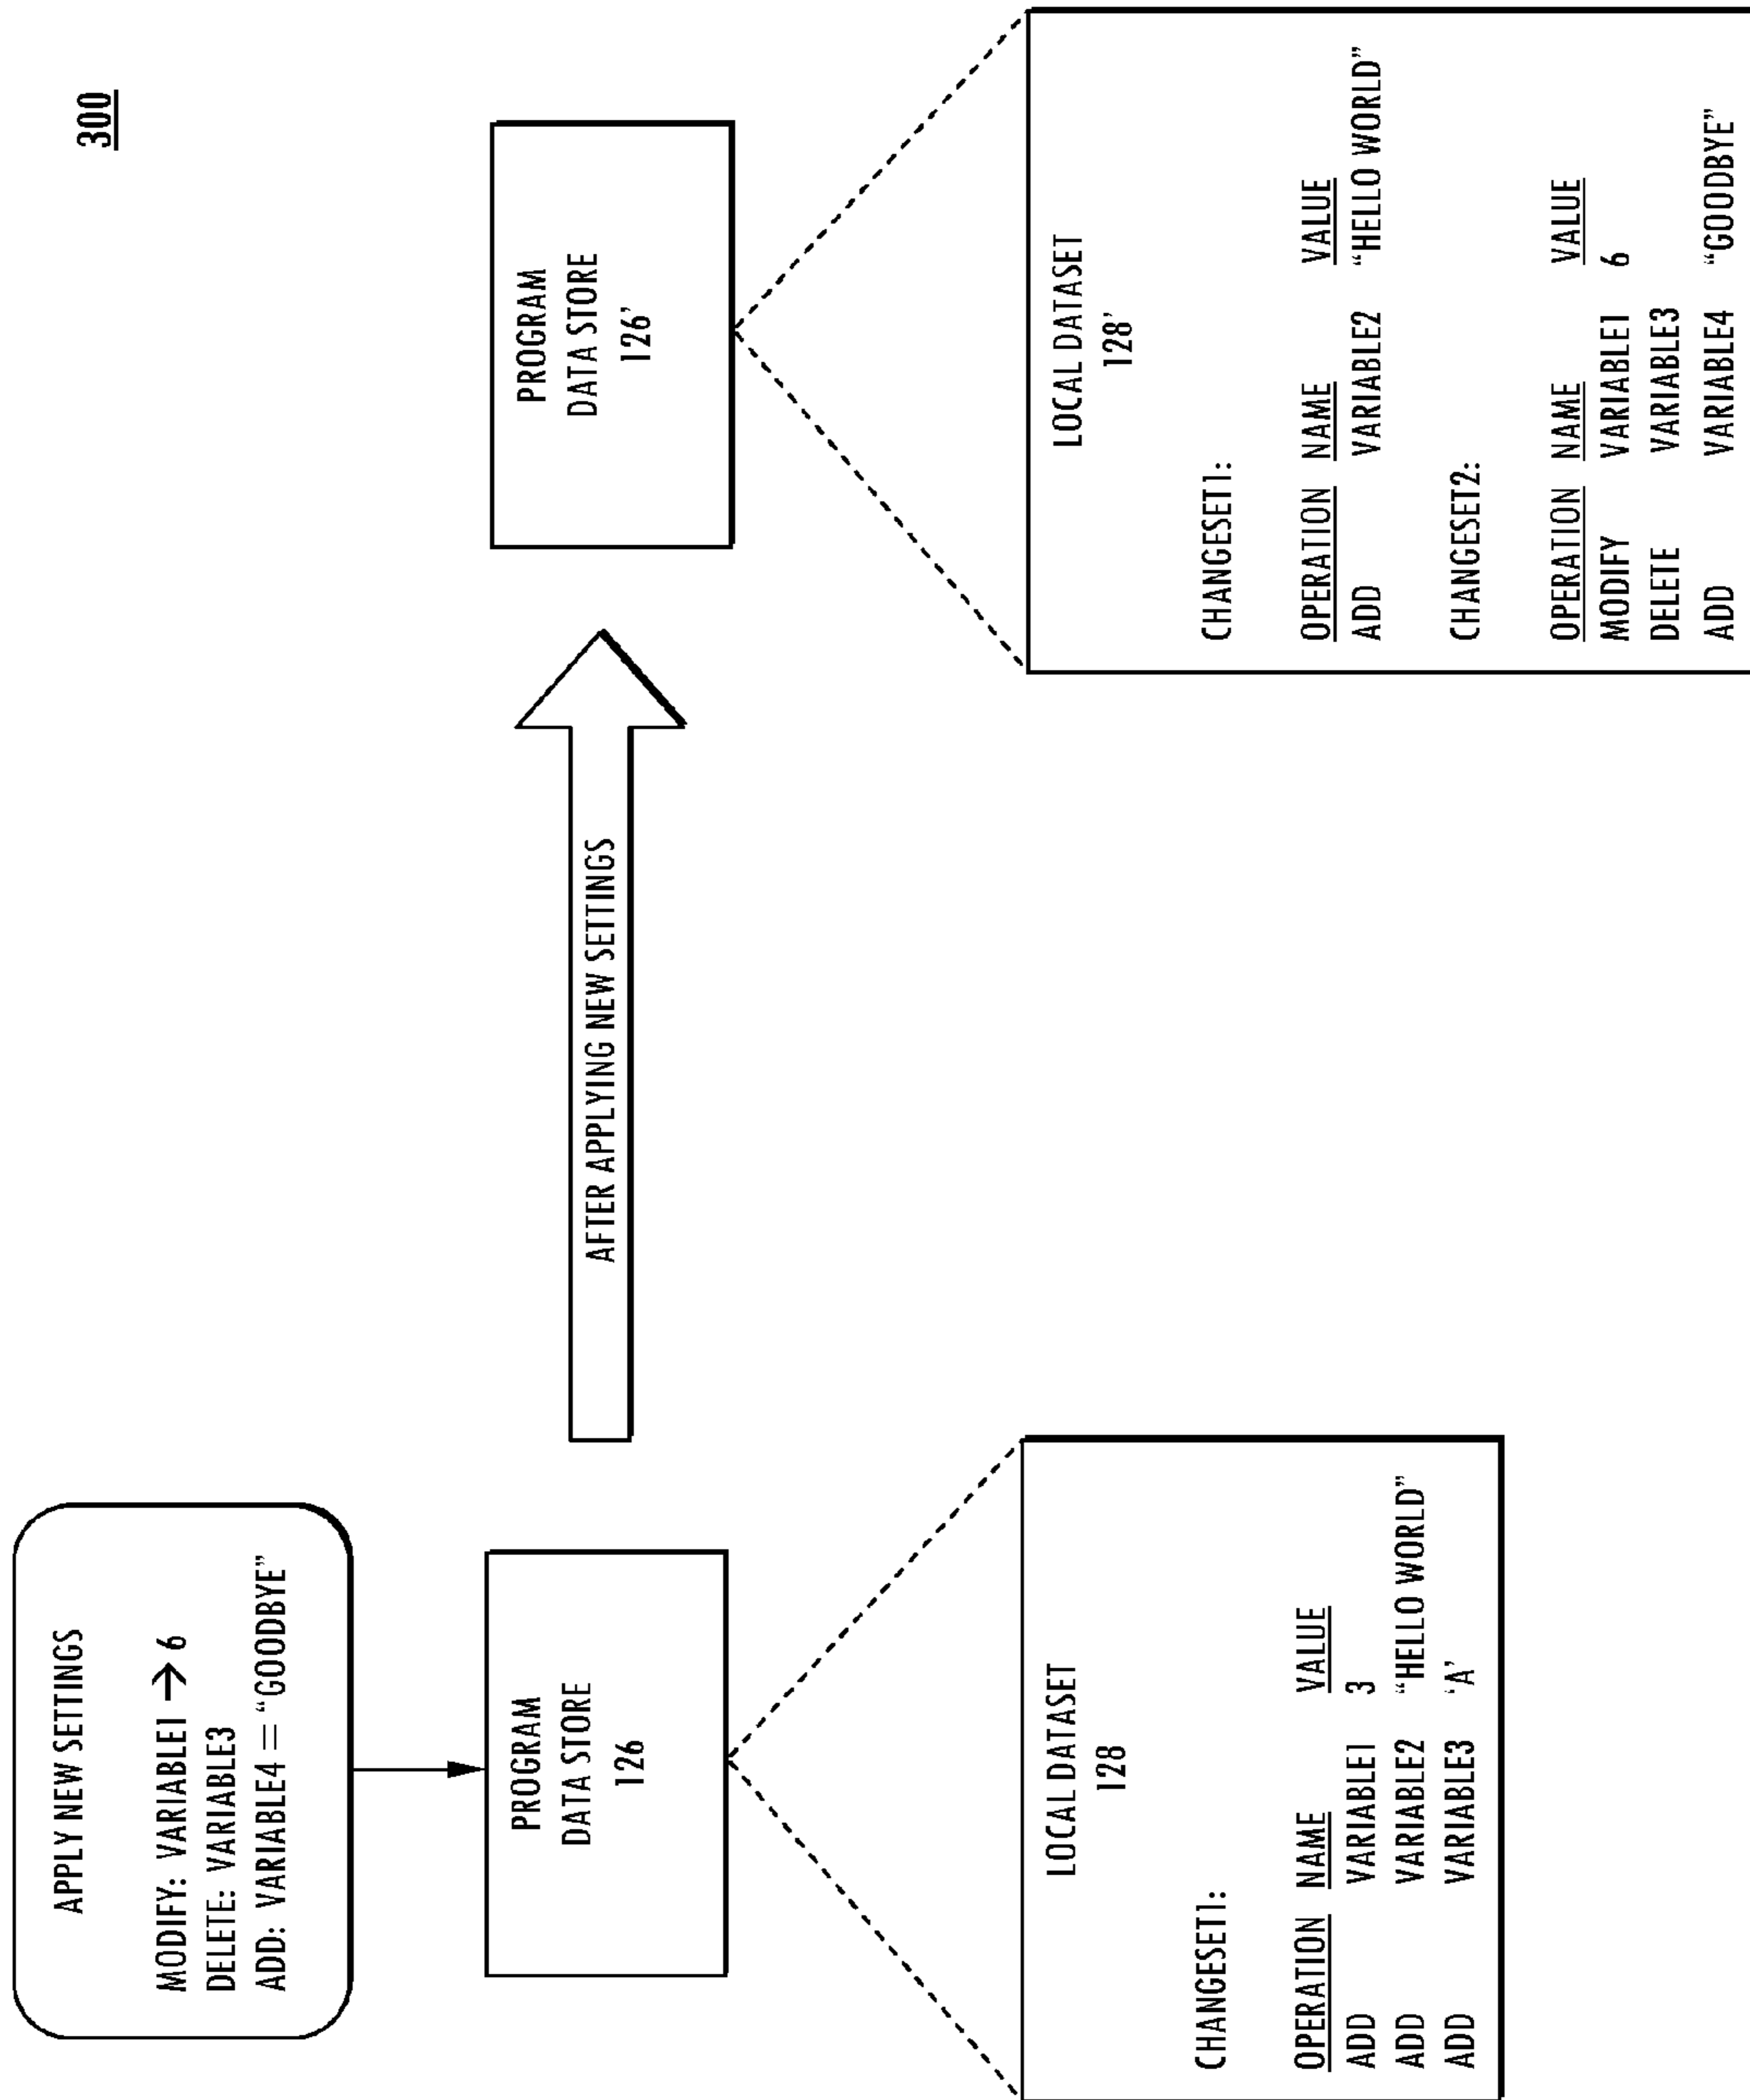 300
APPLY NEW SETTINGS
MODIFY: VARIABLE1 → 6
DELETE: VARIABLE3
ADD: VARIABLE4 = “GOODBYE”
PROGRAM
DATA STORE
126
LOCAL DATASET
128
CHANGESET1:
OPERATION NAME VALUE
ADD VARIABLE1 3
ADD VARIABLE2 “HELLO WORLD”
ADD VARIABLE3 ‘A’
AFTER APPLYING NEW SETTINGS
PROGRAM
DATA STORE
126’
LOCAL DATASET
128’
CHANGESET1:
OPERATION NAME VALUE
ADD VARIABLE2 “HELLO WORLD”
CHANGESET2:
OPERATION NAME VALUE
MODIFY VARIABLE1 6
DELETE VARIABLE3
ADD VARIABLE4 “GOODBYE”